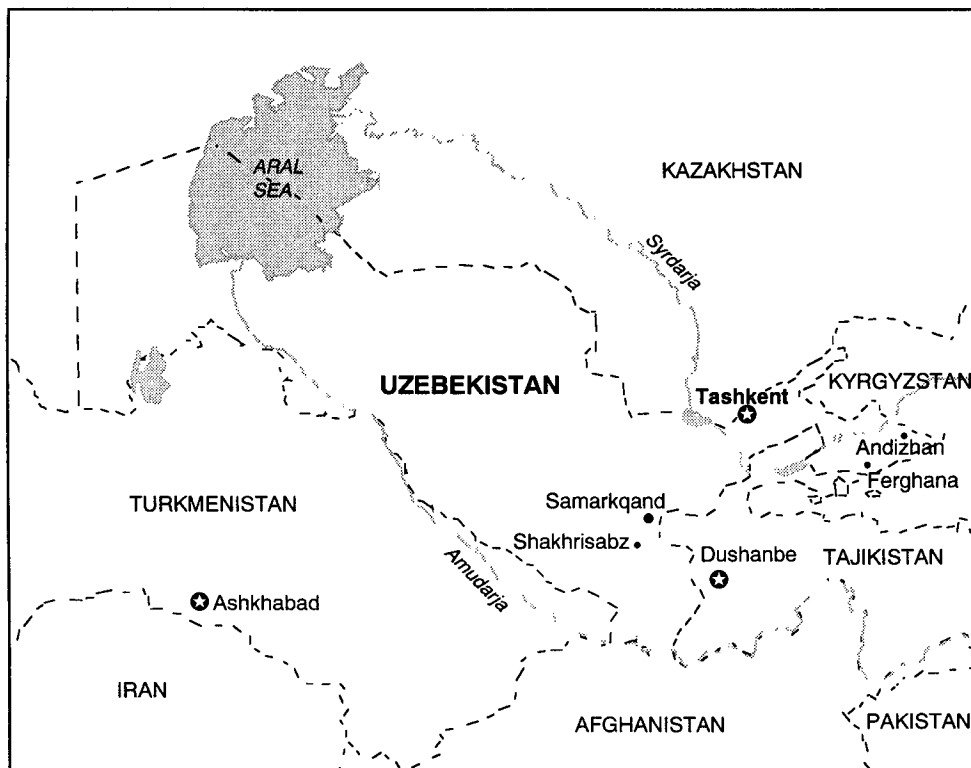 ARAL
SEA
KAZAKHSTAN
Syrdarja
UZEBEKISTAN
Tashkent
KYRGYZSTAN
Andizhan
Ferghana
TURKMENISTAN
Samarkqand
Shakhrisabz
Dushanbe
TAJIKISTAN
Amudarja
Ashkhabad
IRAN
AFGHANISTAN
PAKISTAN